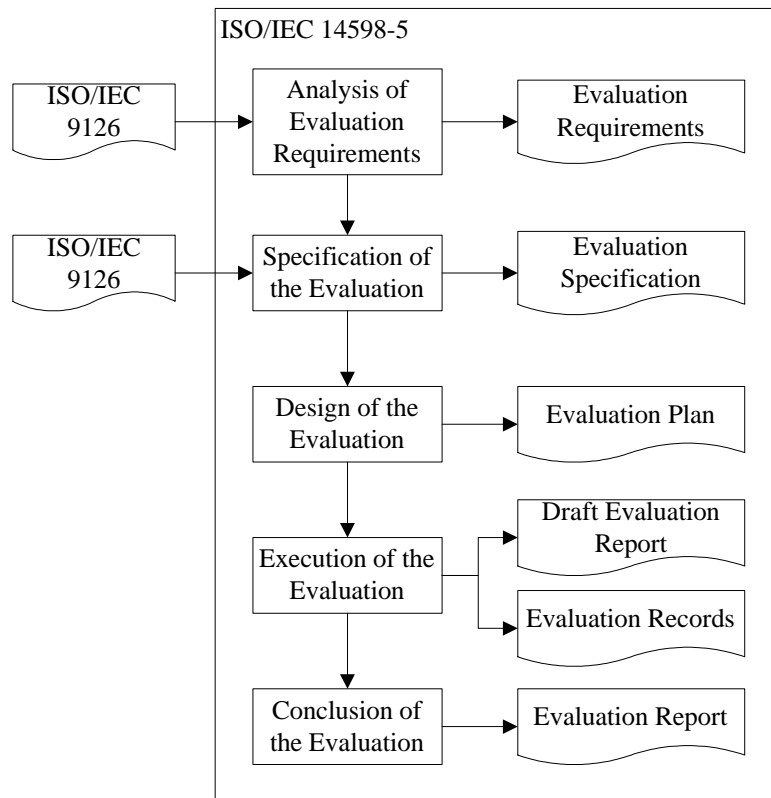 ISO/IEC 14598-5
ISO/IEC
9126
Analysis of
Evaluation
Requirements
Evaluation
Requirements
ISO/IEC
9126
Specification of
the Evaluation
Evaluation
Specification
Design of the
Evaluation
Evaluation Plan
Execution of the
Evaluation
Draft Evaluation
Report
Evaluation Records
Conclusion of
the Evaluation
Evaluation Report